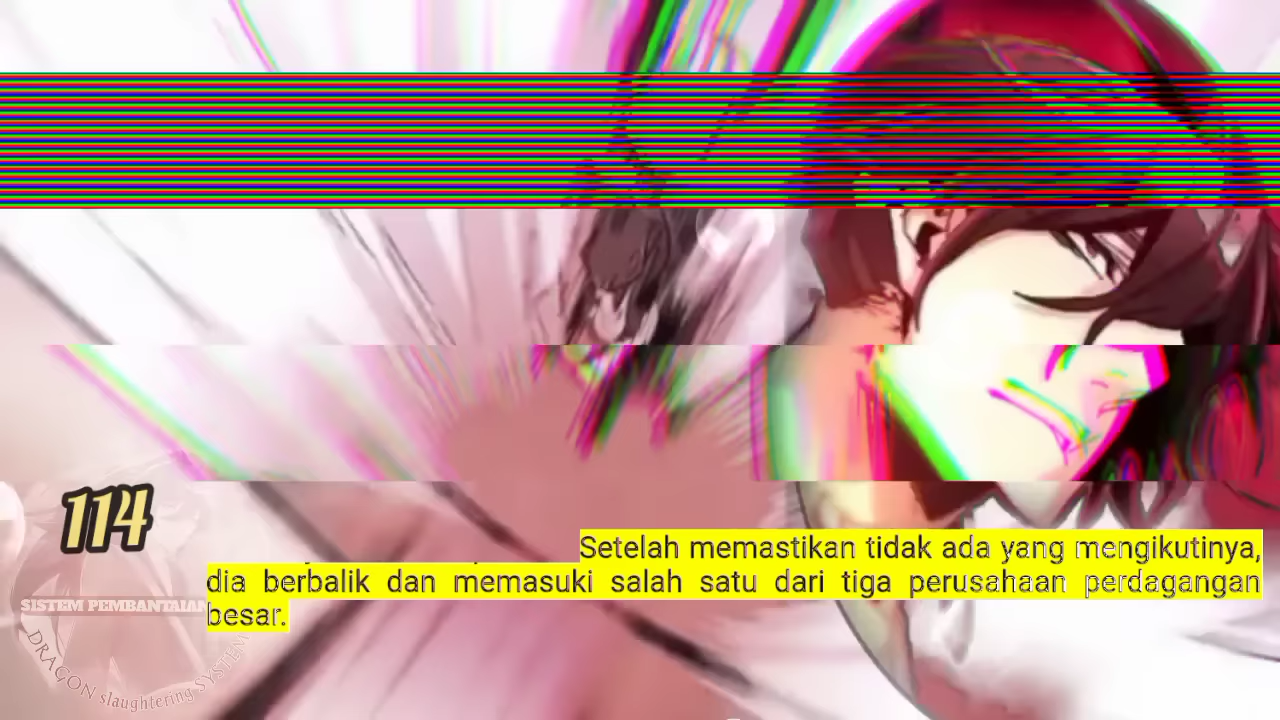 114
Setelah memastikan tidak ada yang mengikutinya,
dia berbalik dan memasuki salah satu dari tiga perusahaan perdagangan
besar.
SISTEM PEMBANTAIAN
DRAGON slaughtering SYSTEM